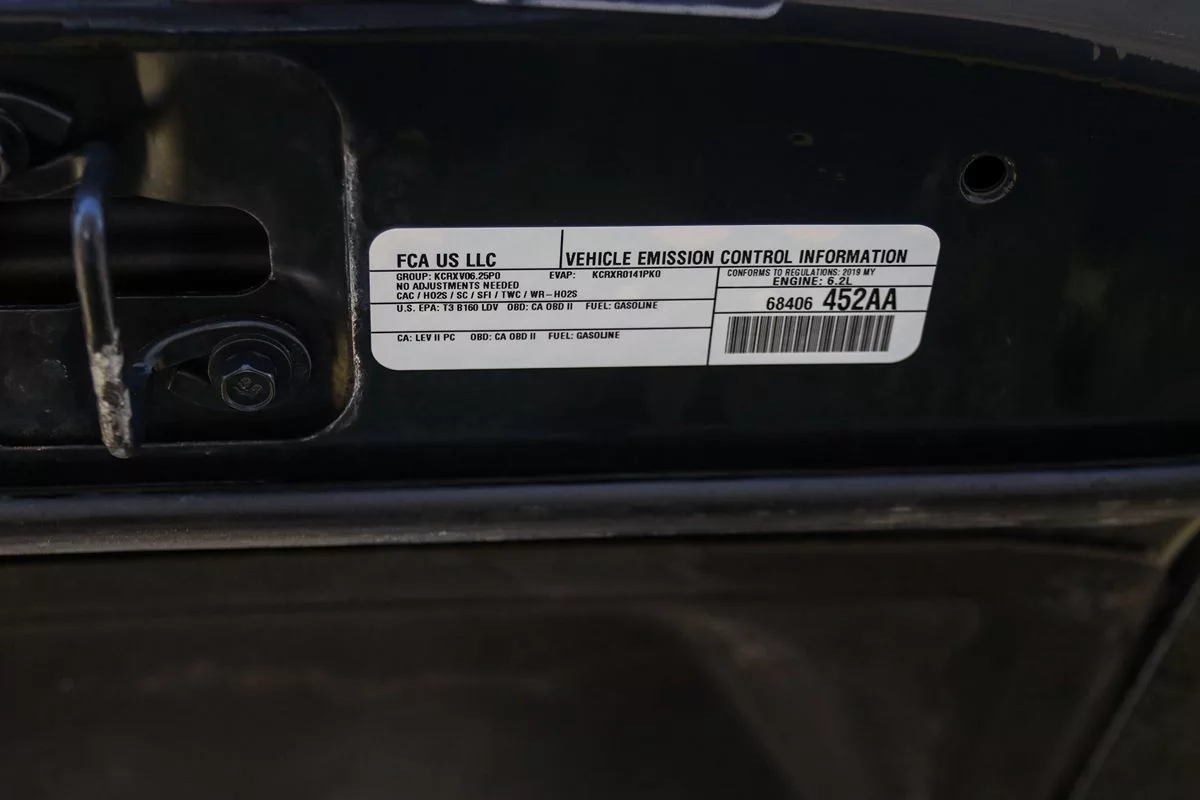 FCA US LLC
VEHICLE EMISSION CONTROL INFORMATION
GROUP: KCRXV06.25P0 EVAP: KCRXR0141PK0
NO ADJUSTMENTS NEEDED
CAC / HO2S / SC / SFI / TWC / WR-HO2S
CONFORMS TO REGULATIONS: 2019 MY
ENGINE: 6.2L
U.S. EPA: T3 B160 LDV OBD: CA OBD II FUEL: GASOLINE
68406 452AA
CA: LEV II PC OBD: CA OBD II FUEL: GASOLINE